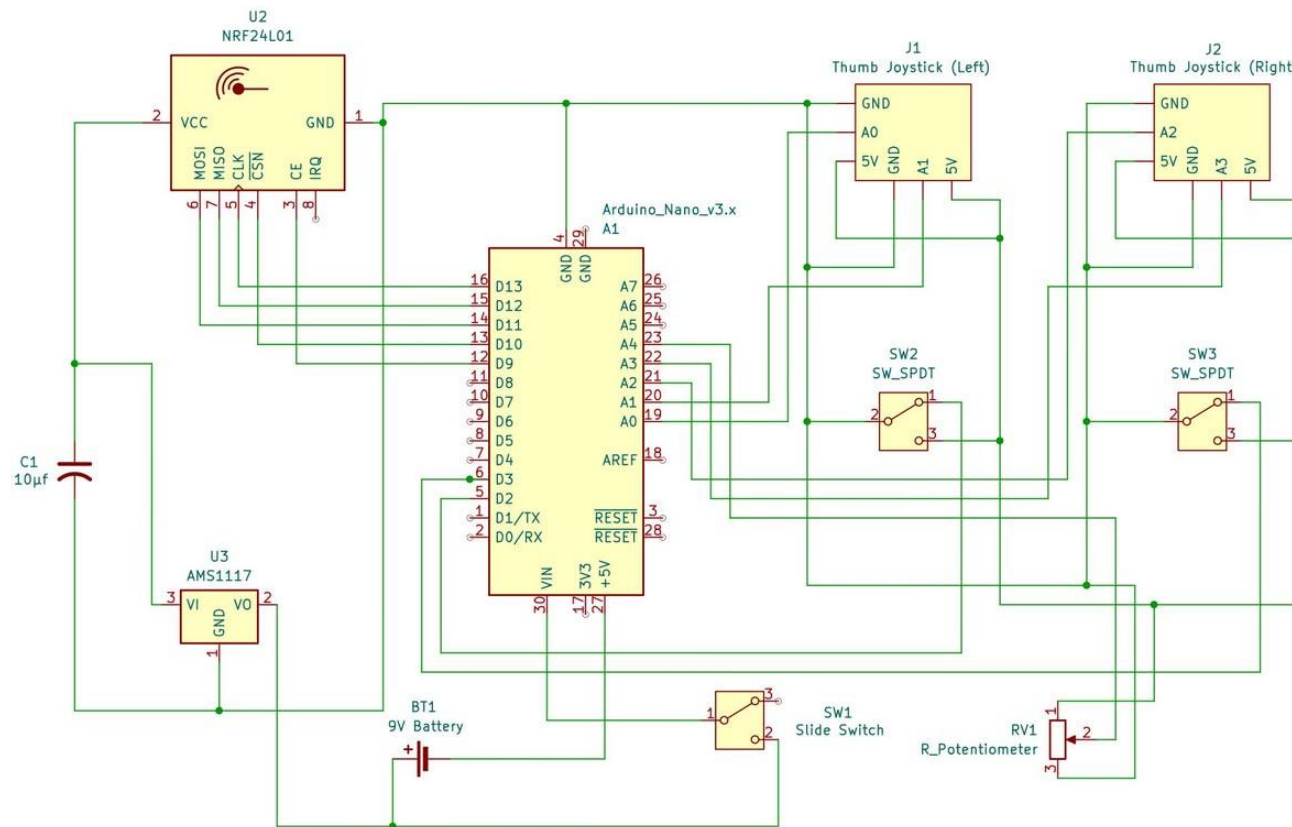 U2
NRF24L01
2
VCC
GND
1
MOSI
MISO
CLK
CSN
CE
IRQ
6
7
5
4
3
8
J1
Thumb Joystick (Left)
GND
A0
5V
GND
A1
5V
J2
Thumb Joystick (Right
GND
A2
5V
GND
A3
5V
Arduino_Nano_v3.x
A1
4
29
GND
GND
16 D13
15 D12
14 D11
13 D10
12 D9
11 D8
10 D7
9 D6
8 D5
7 D4
6 D3
5 D2
1 D1/TX
2 D0/RX
A7 26
A6 25
A5 24
A4 23
A3 22
A2 21
A1 20
A0 19
AREF 18
RESET 3
RESET 28
VIN
3V3
+5V
30
17
27
SW2
SW_SPDT
1
2
3
SW3
SW_SPDT
1
2
3
C1
10μf
U3
AMS1117
3 VI
VO 2
GND
1
BT1
9V Battery
+
3
1
2
SW1
Slide Switch
RV1
R_Potentiometer
1
2
3